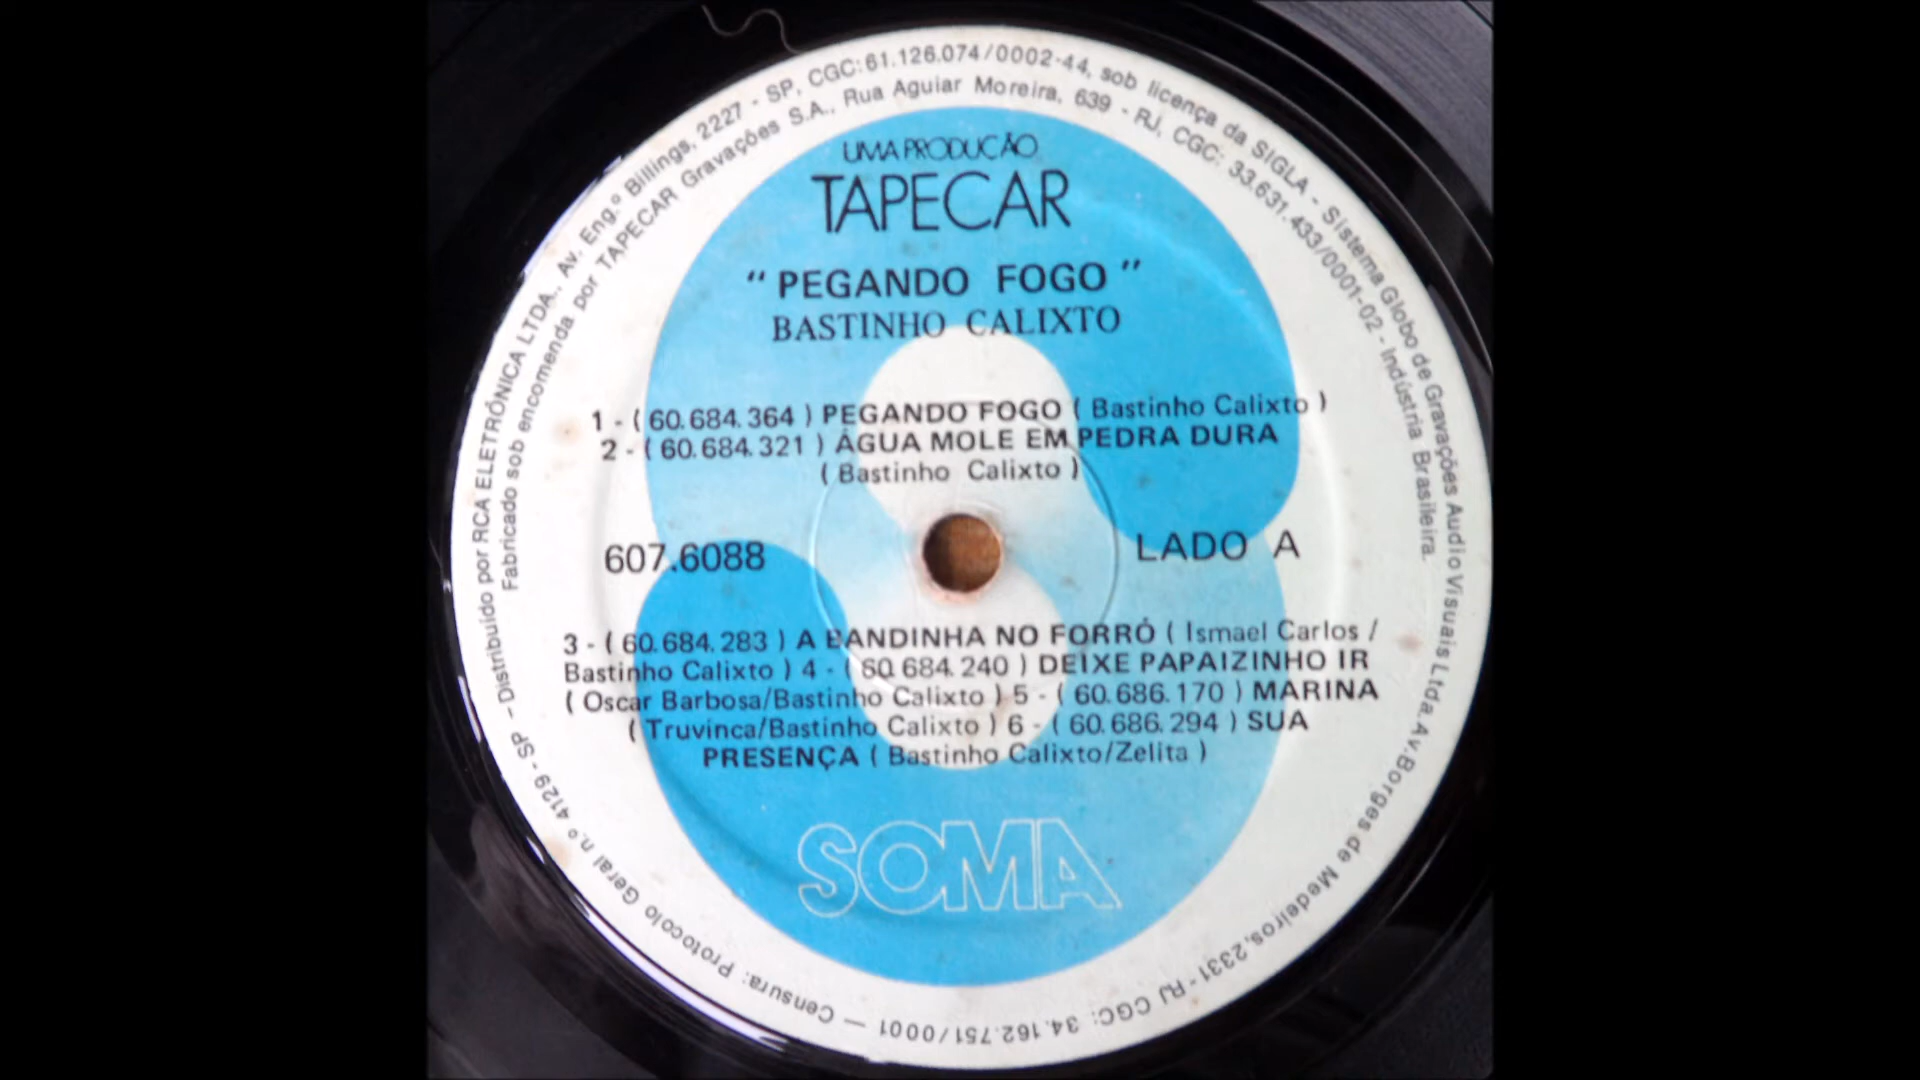 UMA PRODUÇÃO
TAPECAR
" PEGANDO FOGO "
BASTINHO CALIXTO
1 - ( 60.684.364 ) PEGANDO FOGO ( Bastinho Calixto )
2 - ( 60.684.321 ) ÁGUA MOLE EM PEDRA DURA
( Bastinho Calixto )
607.6088
LADO A
3 - ( 60.684.283 ) A BANDINHA NO FORRÓ ( Ismael Carlos /
Bastinho Calixto ) 4 - ( 60.684.240 ) DEIXE PAPAIZINHO IR
( Oscar Barbosa/Bastinho Calixto ) 5 - ( 60.686.170 ) MARINA
( Truvinca/Bastinho Calixto ) 6 - ( 60.686.294 ) SUA
PRESENÇA ( Bastinho Calixto/Zelita )
SOMA
Distribuído por RCA ELETRÔNICA LTDA., Av. Eng.º Billings, 2227 - SP, CGC:61.126.074/0002-44, sob licença da SIGLA - Sistema Globo de Gravações Audio Visuais Ltda. Av. Borges de Medeiros, 2331 - RJ CGC: 34.162.751/0001 — Censura: Protocolo Geral n.º 4129 - SP -
Fabricado sob encomenda por TAPECAR Gravações S.A., Rua Aguiar Moreira, 639 - RJ, CGC: 33.631.433/0001-02 - Indústria Brasileira.